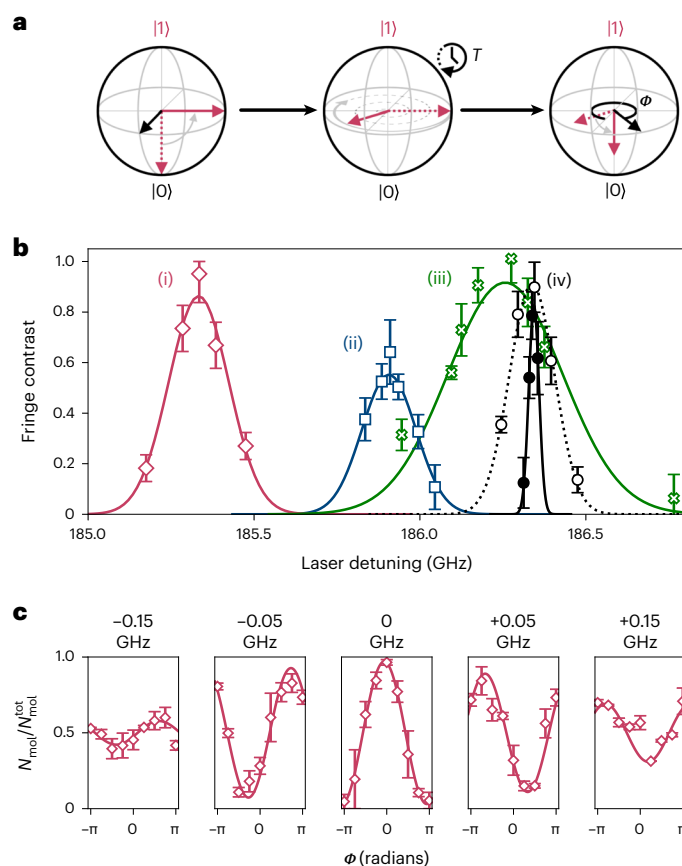 a
|1⟩ |1⟩ |1⟩
T
Φ
|0⟩ |0⟩ |0⟩
b
(i) (ii) (iii) (iv)
Fringe contrast
1.0
0.8
0.6
0.4
0.2
0
185.0 185.5 186.0 186.5
Laser detuning (GHz)
c
–0.15 –0.05 0 +0.05 +0.15
GHz GHz GHz GHz GHz
N mol/N tot mol
1.0
0.5
0
–π 0 π –π 0 π –π 0 π –π 0 π –π 0 π
Φ (radians)